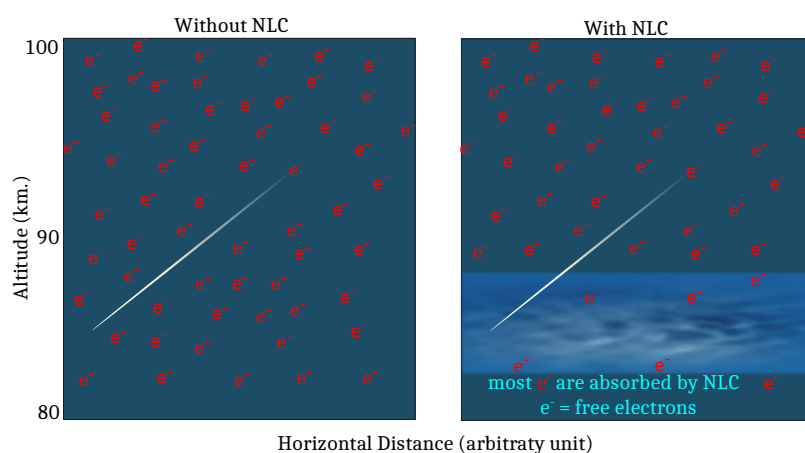 Without NLC
With NLC
100
90
80
Altitude (km.)
most e⁻ are absorbed by NLC
e⁻ = free electrons
Horizontal Distance (arbitraty unit)